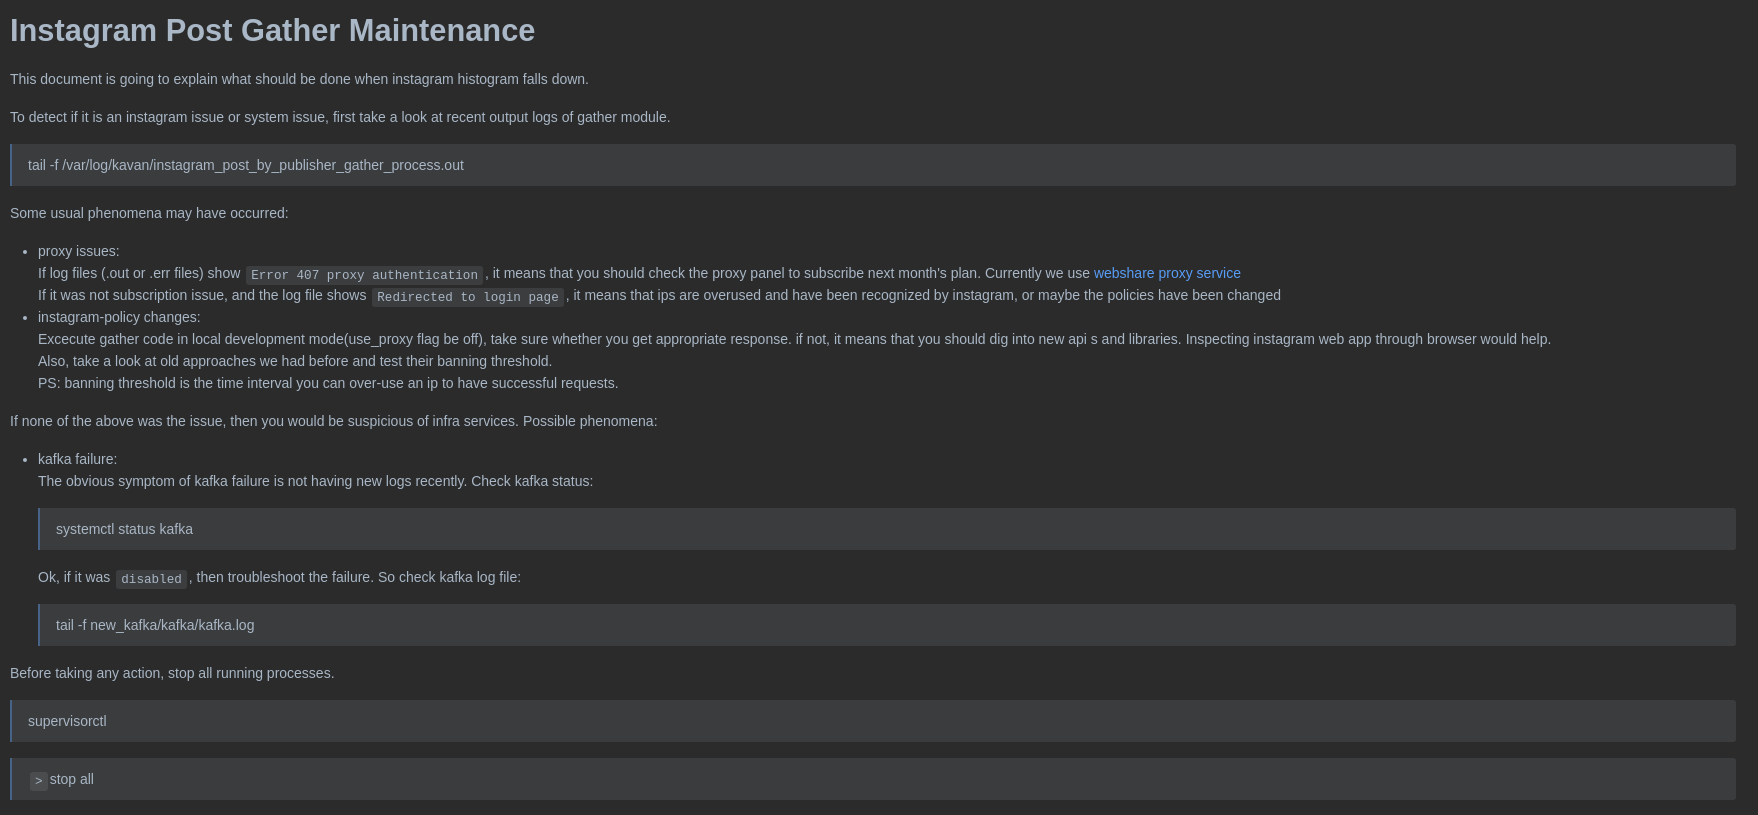 Instagram Post Gather Maintenance
This document is going to explain what should be done when instagram histogram falls down.
To detect if it is an instagram issue or system issue, first take a look at recent output logs of gather module.
tail -f /var/log/kavan/instagram_post_by_publisher_gather_process.out
Some usual phenomena may have occurred:
• proxy issues:
If log files (.out or .err files) show Error 407 proxy authentication, it means that you should check the proxy panel to subscribe next month's plan. Currently we use webshare proxy service
If it was not subscription issue, and the log file shows Redirected to login page, it means that ips are overused and have been recognized by instagram, or maybe the policies have been changed
• instagram-policy changes:
Excecute gather code in local development mode(use_proxy flag be off), take sure whether you get appropriate response. if not, it means that you should dig into new api s and libraries. Inspecting instagram web app through browser would help.
Also, take a look at old approaches we had before and test their banning threshold.
PS: banning threshold is the time interval you can over-use an ip to have successful requests.
If none of the above was the issue, then you would be suspicious of infra services. Possible phenomena:
• kafka failure:
The obvious symptom of kafka failure is not having new logs recently. Check kafka status:
systemctl status kafka
Ok, if it was disabled, then troubleshoot the failure. So check kafka log file:
tail -f new_kafka/kafka/kafka.log
Before taking any action, stop all running processes.
supervisorctl
> stop all